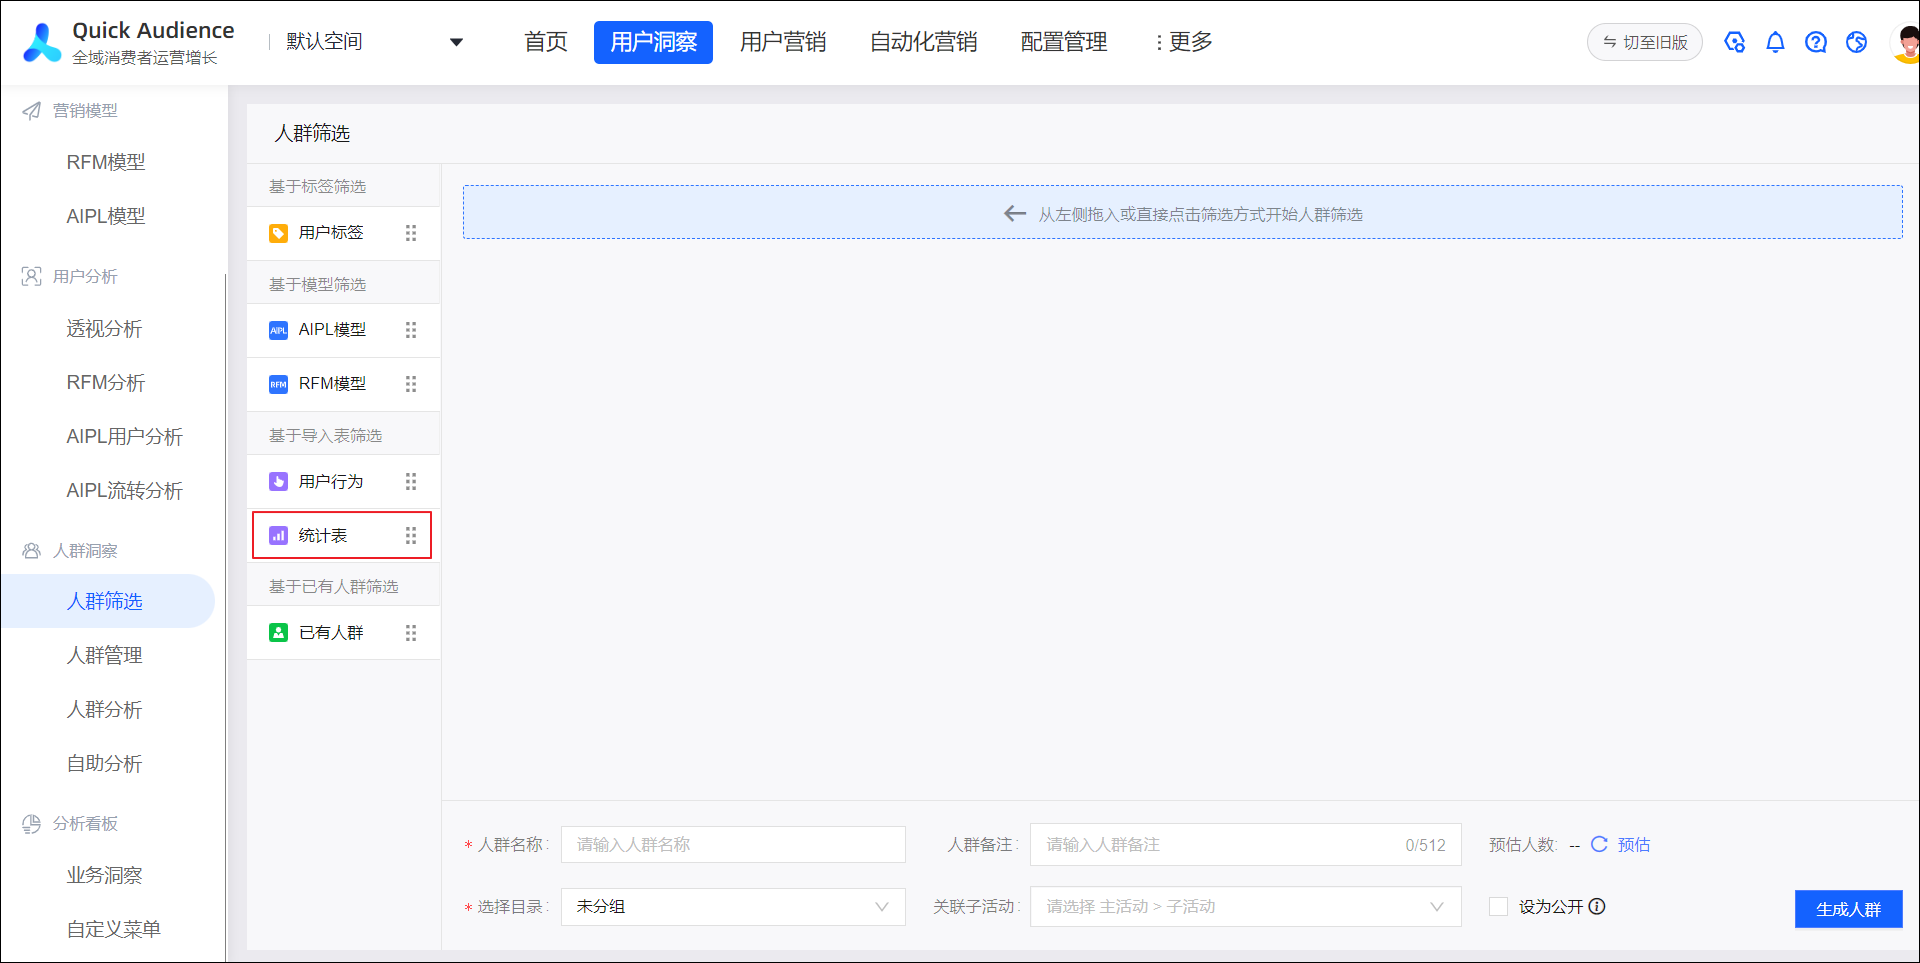 Quick Audience
全域消费者运营增长
默认空间
首页
用户洞察
用户营销
自动化营销
配置管理
更多
切至旧版
营销模型
RFM模型
AIPL模型
用户分析
透视分析
RFM分析
AIPL用户分析
AIPL流转分析
人群洞察
人群筛选
人群管理
人群分析
自助分析
分析看板
业务洞察
自定义菜单
人群筛选
基于标签筛选
用户标签
基于模型筛选
AIPL AIPL模型
RFM RFM模型
基于导入表筛选
用户行为
统计表
基于已有人群筛选
已有人群
从左侧拖入或直接点击筛选方式开始人群筛选
* 人群名称: 请输入人群名称
人群备注: 请输入人群备注 0/512
预估人数: -- 预估
* 选择目录: 未分组
关联子活动: 请选择 主活动 > 子活动
设为公开
生成人群